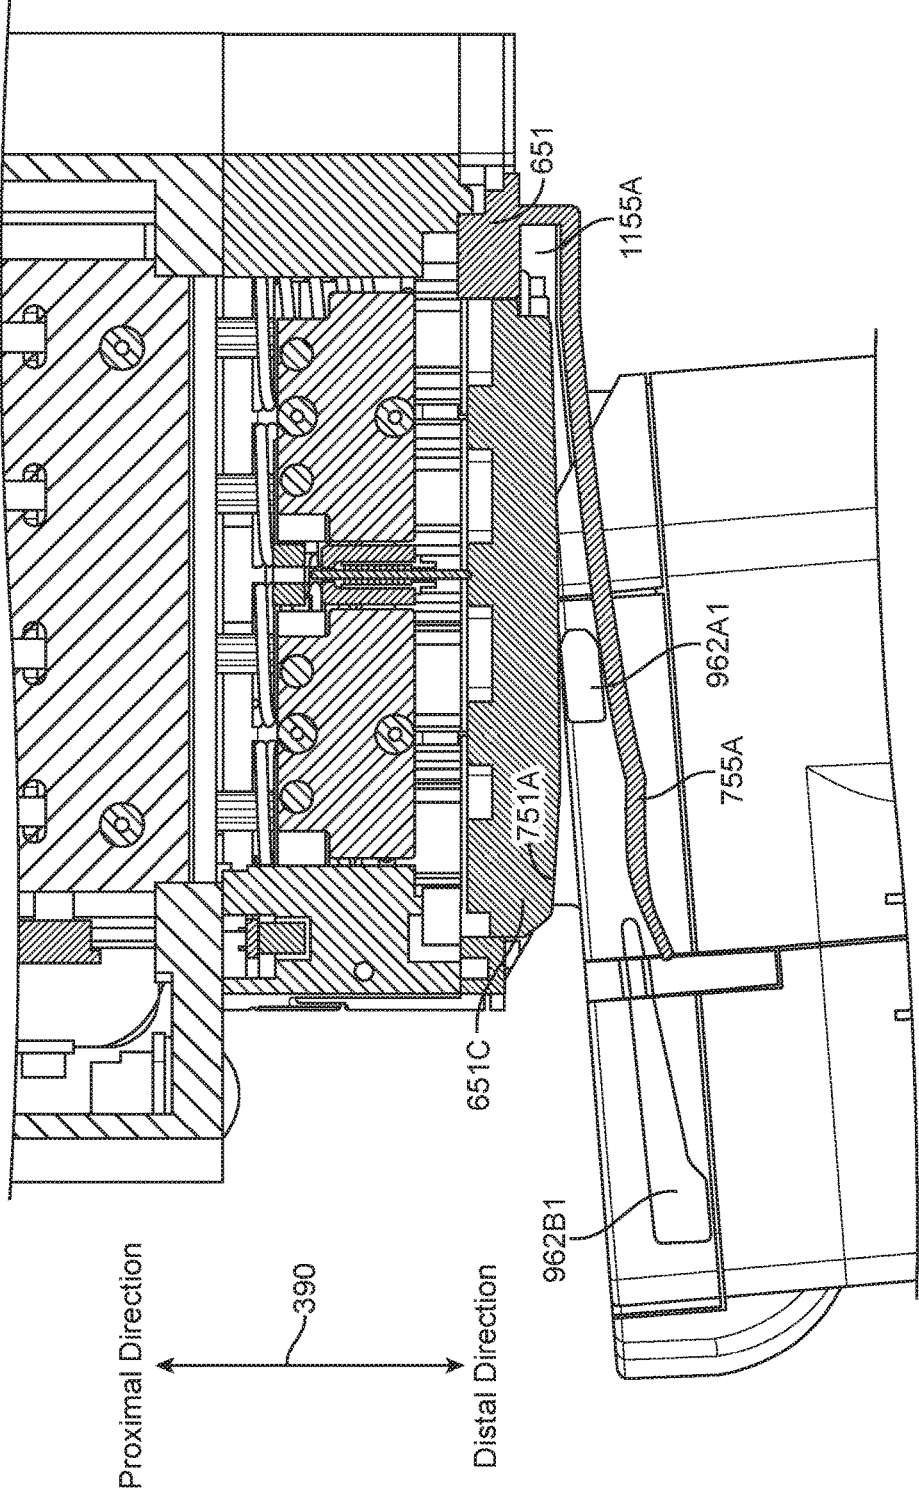 651
1155A
962A1
755A
751A
651C
962B1
390
Proximal Direction
Distal Direction